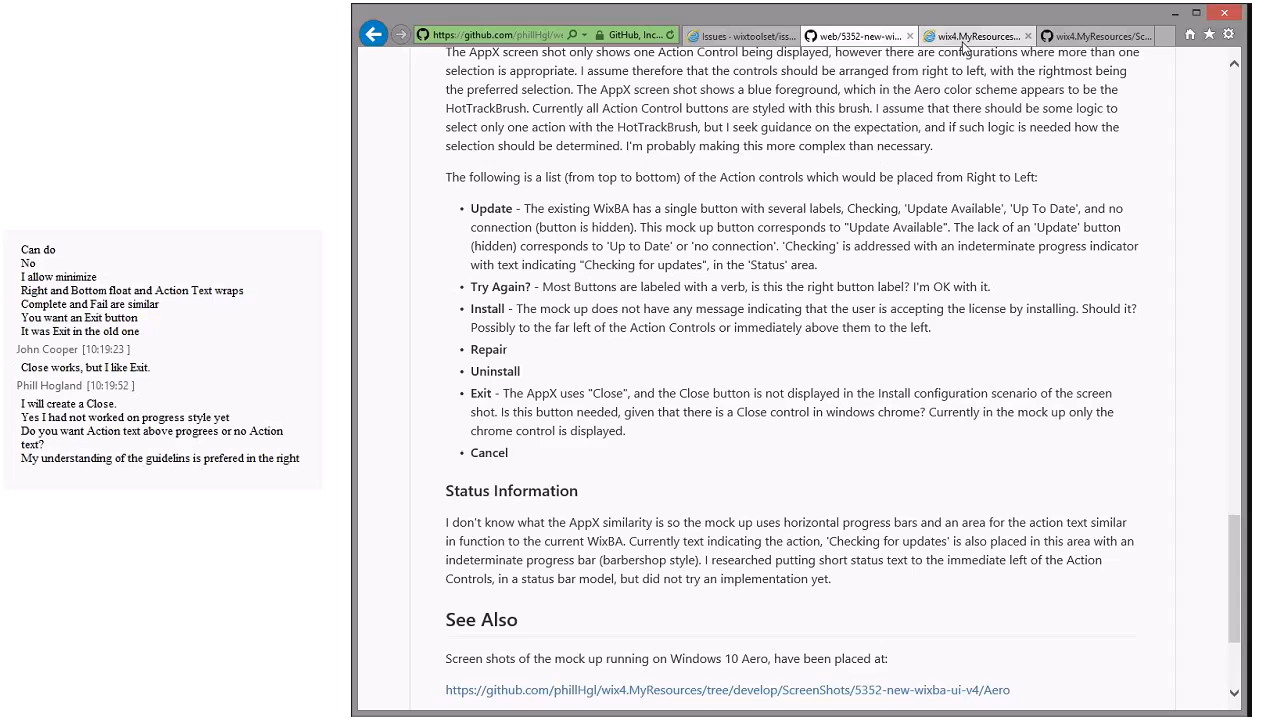 Can do
No
I allow minimize
Right and Bottom float and Action Text wraps
Complete and Fail are similar
You want an Exit button
It was Exit in the old one
John Cooper [10:19:23 ]
Close works, but I like Exit.
Phill Hogland [10:19:52 ]
I will create a Close.
Yes I had not worked on progress style yet
Do you want Action text above progrees or no Action
text?
My understanding of the guidelins is prefered in the right
https://github.com/phillHgl/we
GitHub, Inc...
Issues - wixtoolset/iss...
web/5352-new-wi...
wix4.MyResources...
wix4.MyResources/Sc...
The AppX screen shot only shows one Action Control being displayed, however there are configurations where more than one
selection is appropriate. I assume therefore that the controls should be arranged from right to left, with the rightmost being
the preferred selection. The AppX screen shot shows a blue foreground, which in the Aero color scheme appears to be the
HotTrackBrush. Currently all Action Control buttons are styled with this brush. I assume that there should be some logic to
select only one action with the HotTrackBrush, but I seek guidance on the expectation, and if such logic is needed how the
selection should be determined. I'm probably making this more complex than necessary.
The following is a list (from top to bottom) of the Action controls which would be placed from Right to Left:
• Update - The existing WixBA has a single button with several labels, Checking, 'Update Available', 'Up To Date', and no
connection (button is hidden). This mock up button corresponds to "Update Available". The lack of an 'Update' button
(hidden) corresponds to 'Up to Date' or 'no connection'. 'Checking' is addressed with an indeterminate progress indicator
with text indicating "Checking for updates", in the 'Status' area.
• Try Again? - Most Buttons are labeled with a verb, is this the right button label? I'm OK with it.
• Install - The mock up does not have any message indicating that the user is accepting the license by installing. Should it?
Possibly to the far left of the Action Controls or immediately above them to the left.
• Repair
• Uninstall
• Exit - The AppX uses "Close", and the Close button is not displayed in the Install configuration scenario of the screen
shot. Is this button needed, given that there is a Close control in windows chrome? Currently in the mock up only the
chrome control is displayed.
• Cancel
Status Information
I don't know what the AppX similarity is so the mock up uses horizontal progress bars and an area for the action text similar
in function to the current WixBA. Currently text indicating the action, 'Checking for updates' is also placed in this area with an
indeterminate progress bar (barbershop style). I researched putting short status text to the immediate left of the Action
Controls, in a status bar model, but did not try an implementation yet.
See Also
Screen shots of the mock up running on Windows 10 Aero, have been placed at:
https://github.com/phillHgl/wix4.MyResources/tree/develop/ScreenShots/5352-new-wixba-ui-v4/Aero